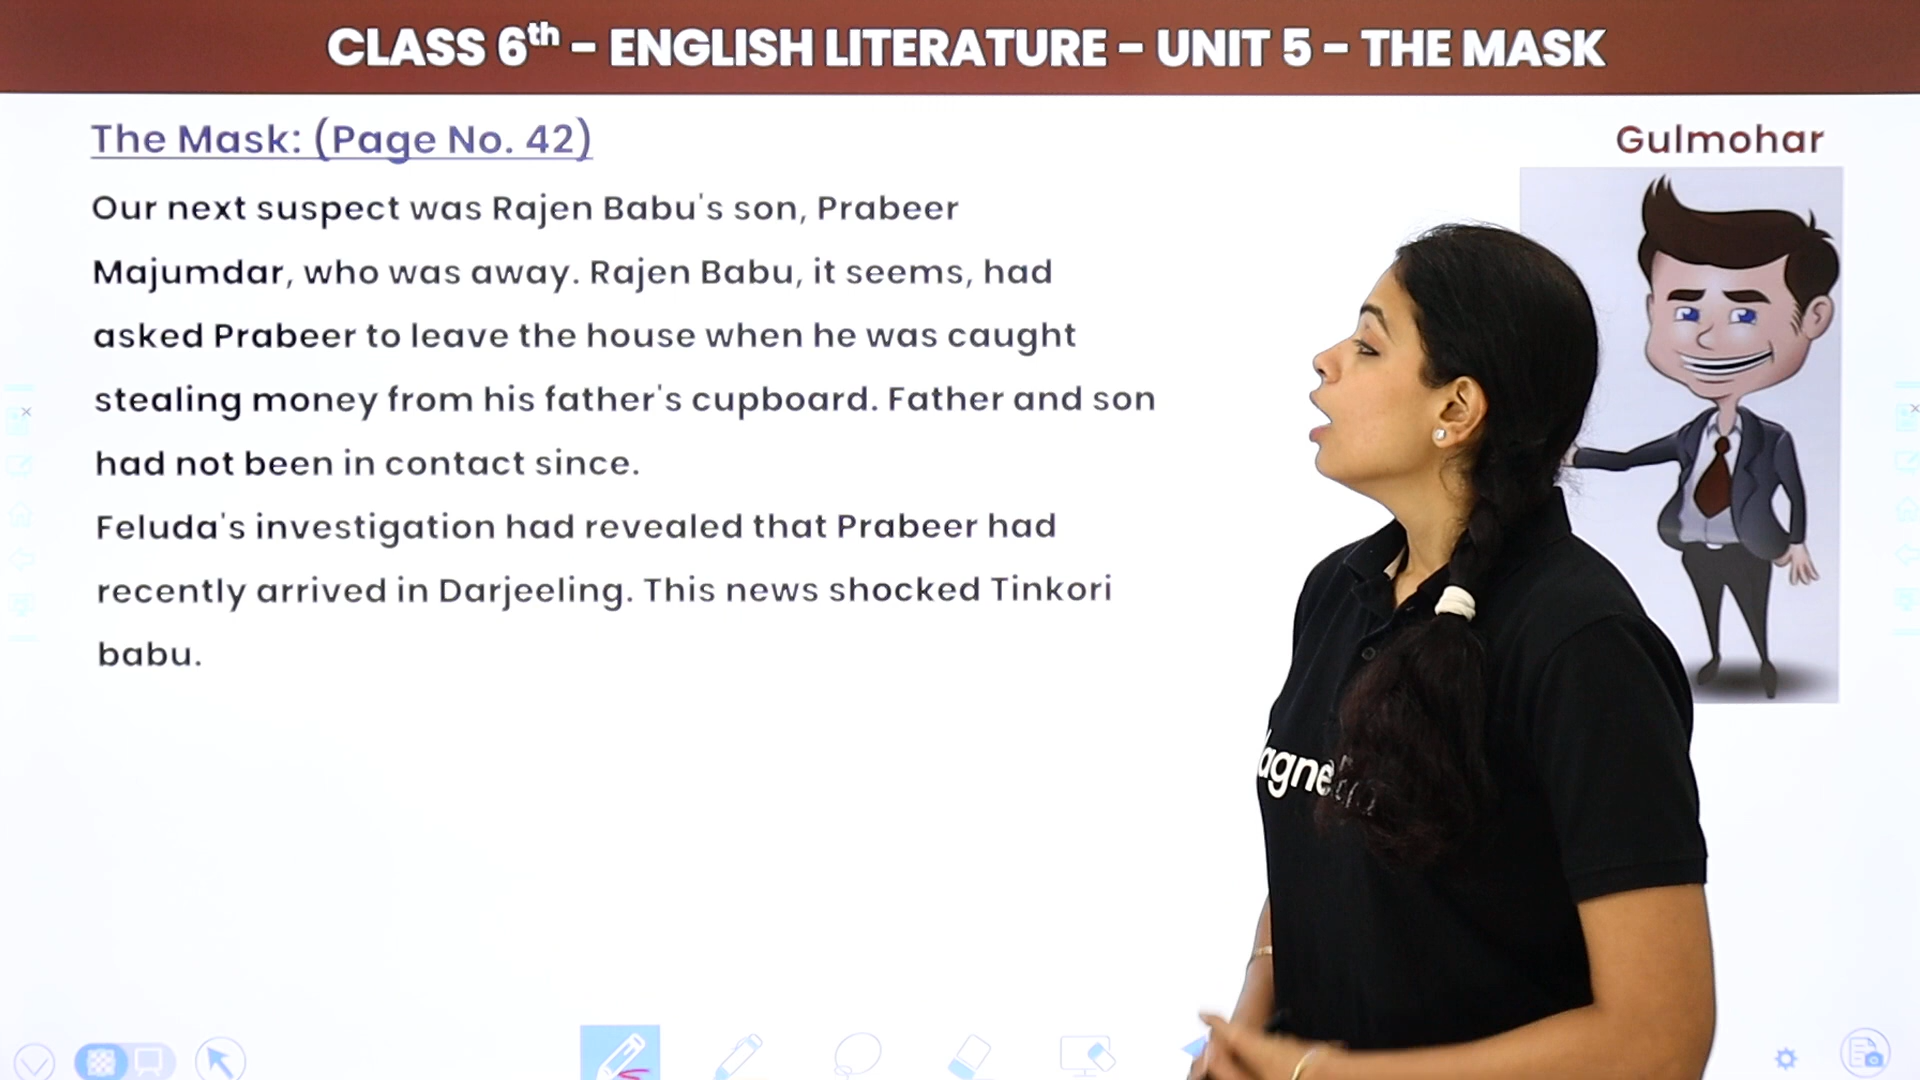 CLASS 6th – ENGLISH LITERATURE – UNIT 5 – THE MASK
The Mask: (Page No. 42)
Gulmohar
Our next suspect was Rajen Babu's son, Prabeer
Majumdar, who was away. Rajen Babu, it seems, had
asked Prabeer to leave the house when he was caught
stealing money from his father's cupboard. Father and son
had not been in contact since.
Feluda's investigation had revealed that Prabeer had
recently arrived in Darjeeling. This news shocked Tinkori
babu.